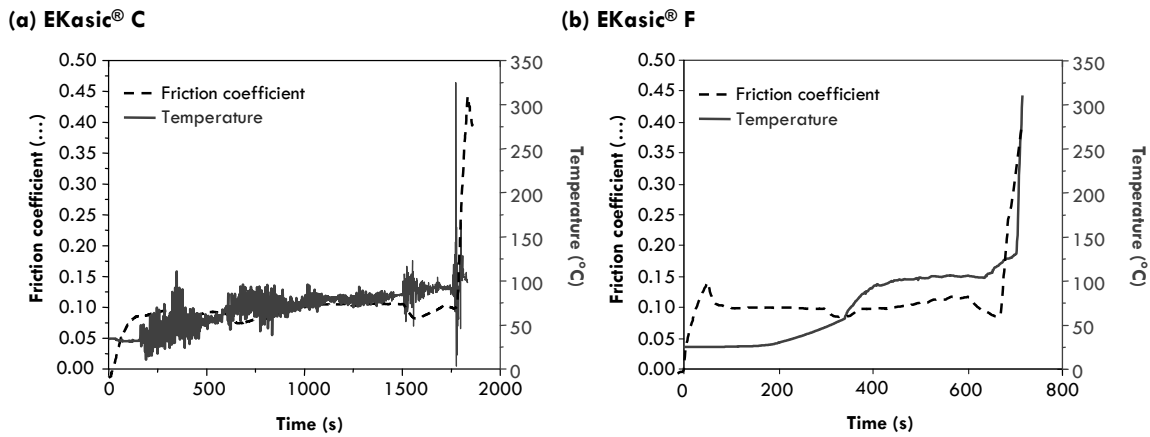 (a) EKasic® C
0.50
0.45
0.40
0.35
0.30
0.25
0.20
0.15
0.10
0.05
0.00
Friction coefficient (…)
Friction coefficient
Temperature
350
300
250
200
150
100
50
0
Temperature (°C)
0 500 1000 1500 2000
Time (s)
(b) EKasic® F
0.50
0.45
0.40
0.35
0.30
0.25
0.20
0.15
0.10
0.05
0.00
Friction coefficient (…)
Friction coefficient
Temperature
350
300
250
200
150
100
50
0
Temperature (°C)
0 200 400 600 800
Time (s)